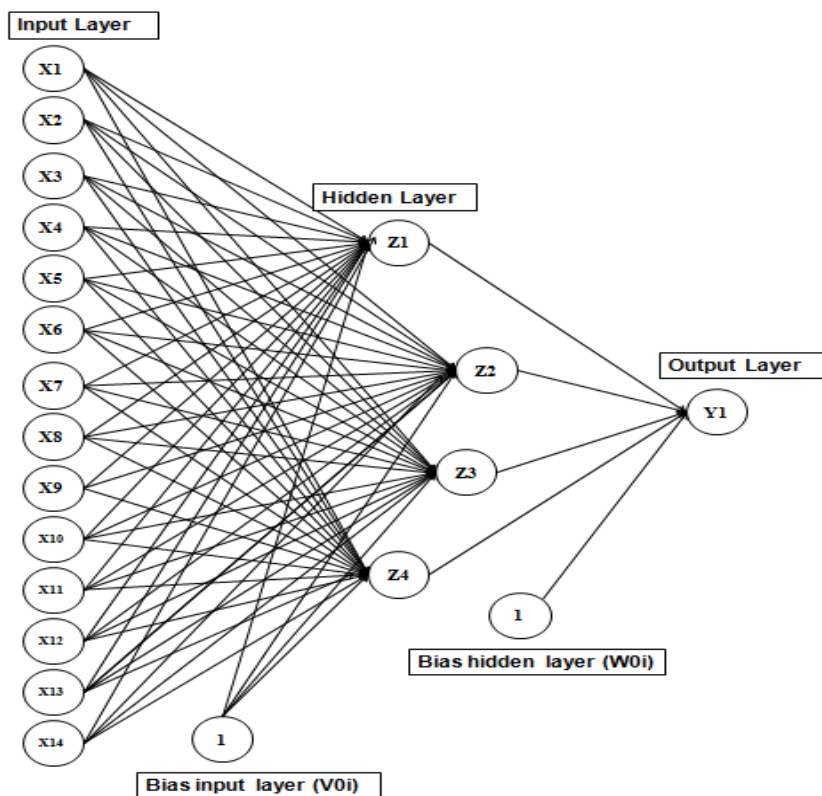 Input Layer
X1
X2
X3
X4
X5
X6
X7
X8
X9
X10
X11
X12
X13
X14
Hidden Layer
Z1
Z2
Z3
Z4
Output Layer
Y1
1
Bias hidden layer (W0i)
1
Bias input layer (V0i)